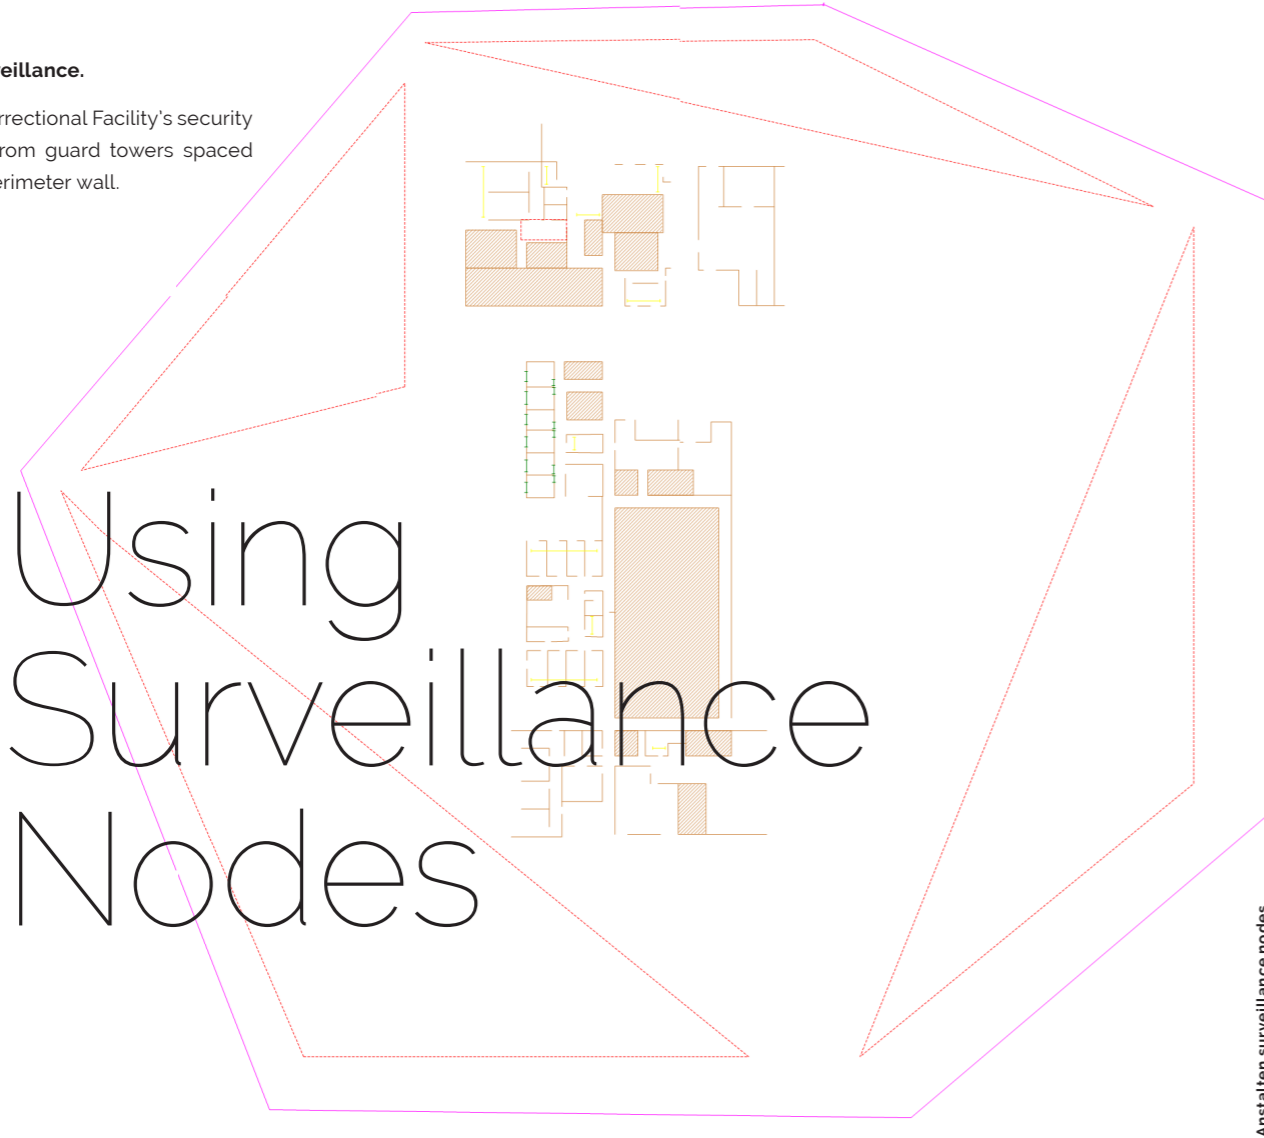 eillance.
rrectional Facility's security
rom guard towers spaced
erimeter wall.
Using
Surveillance
Nodes
Anstalten surveillance nodes